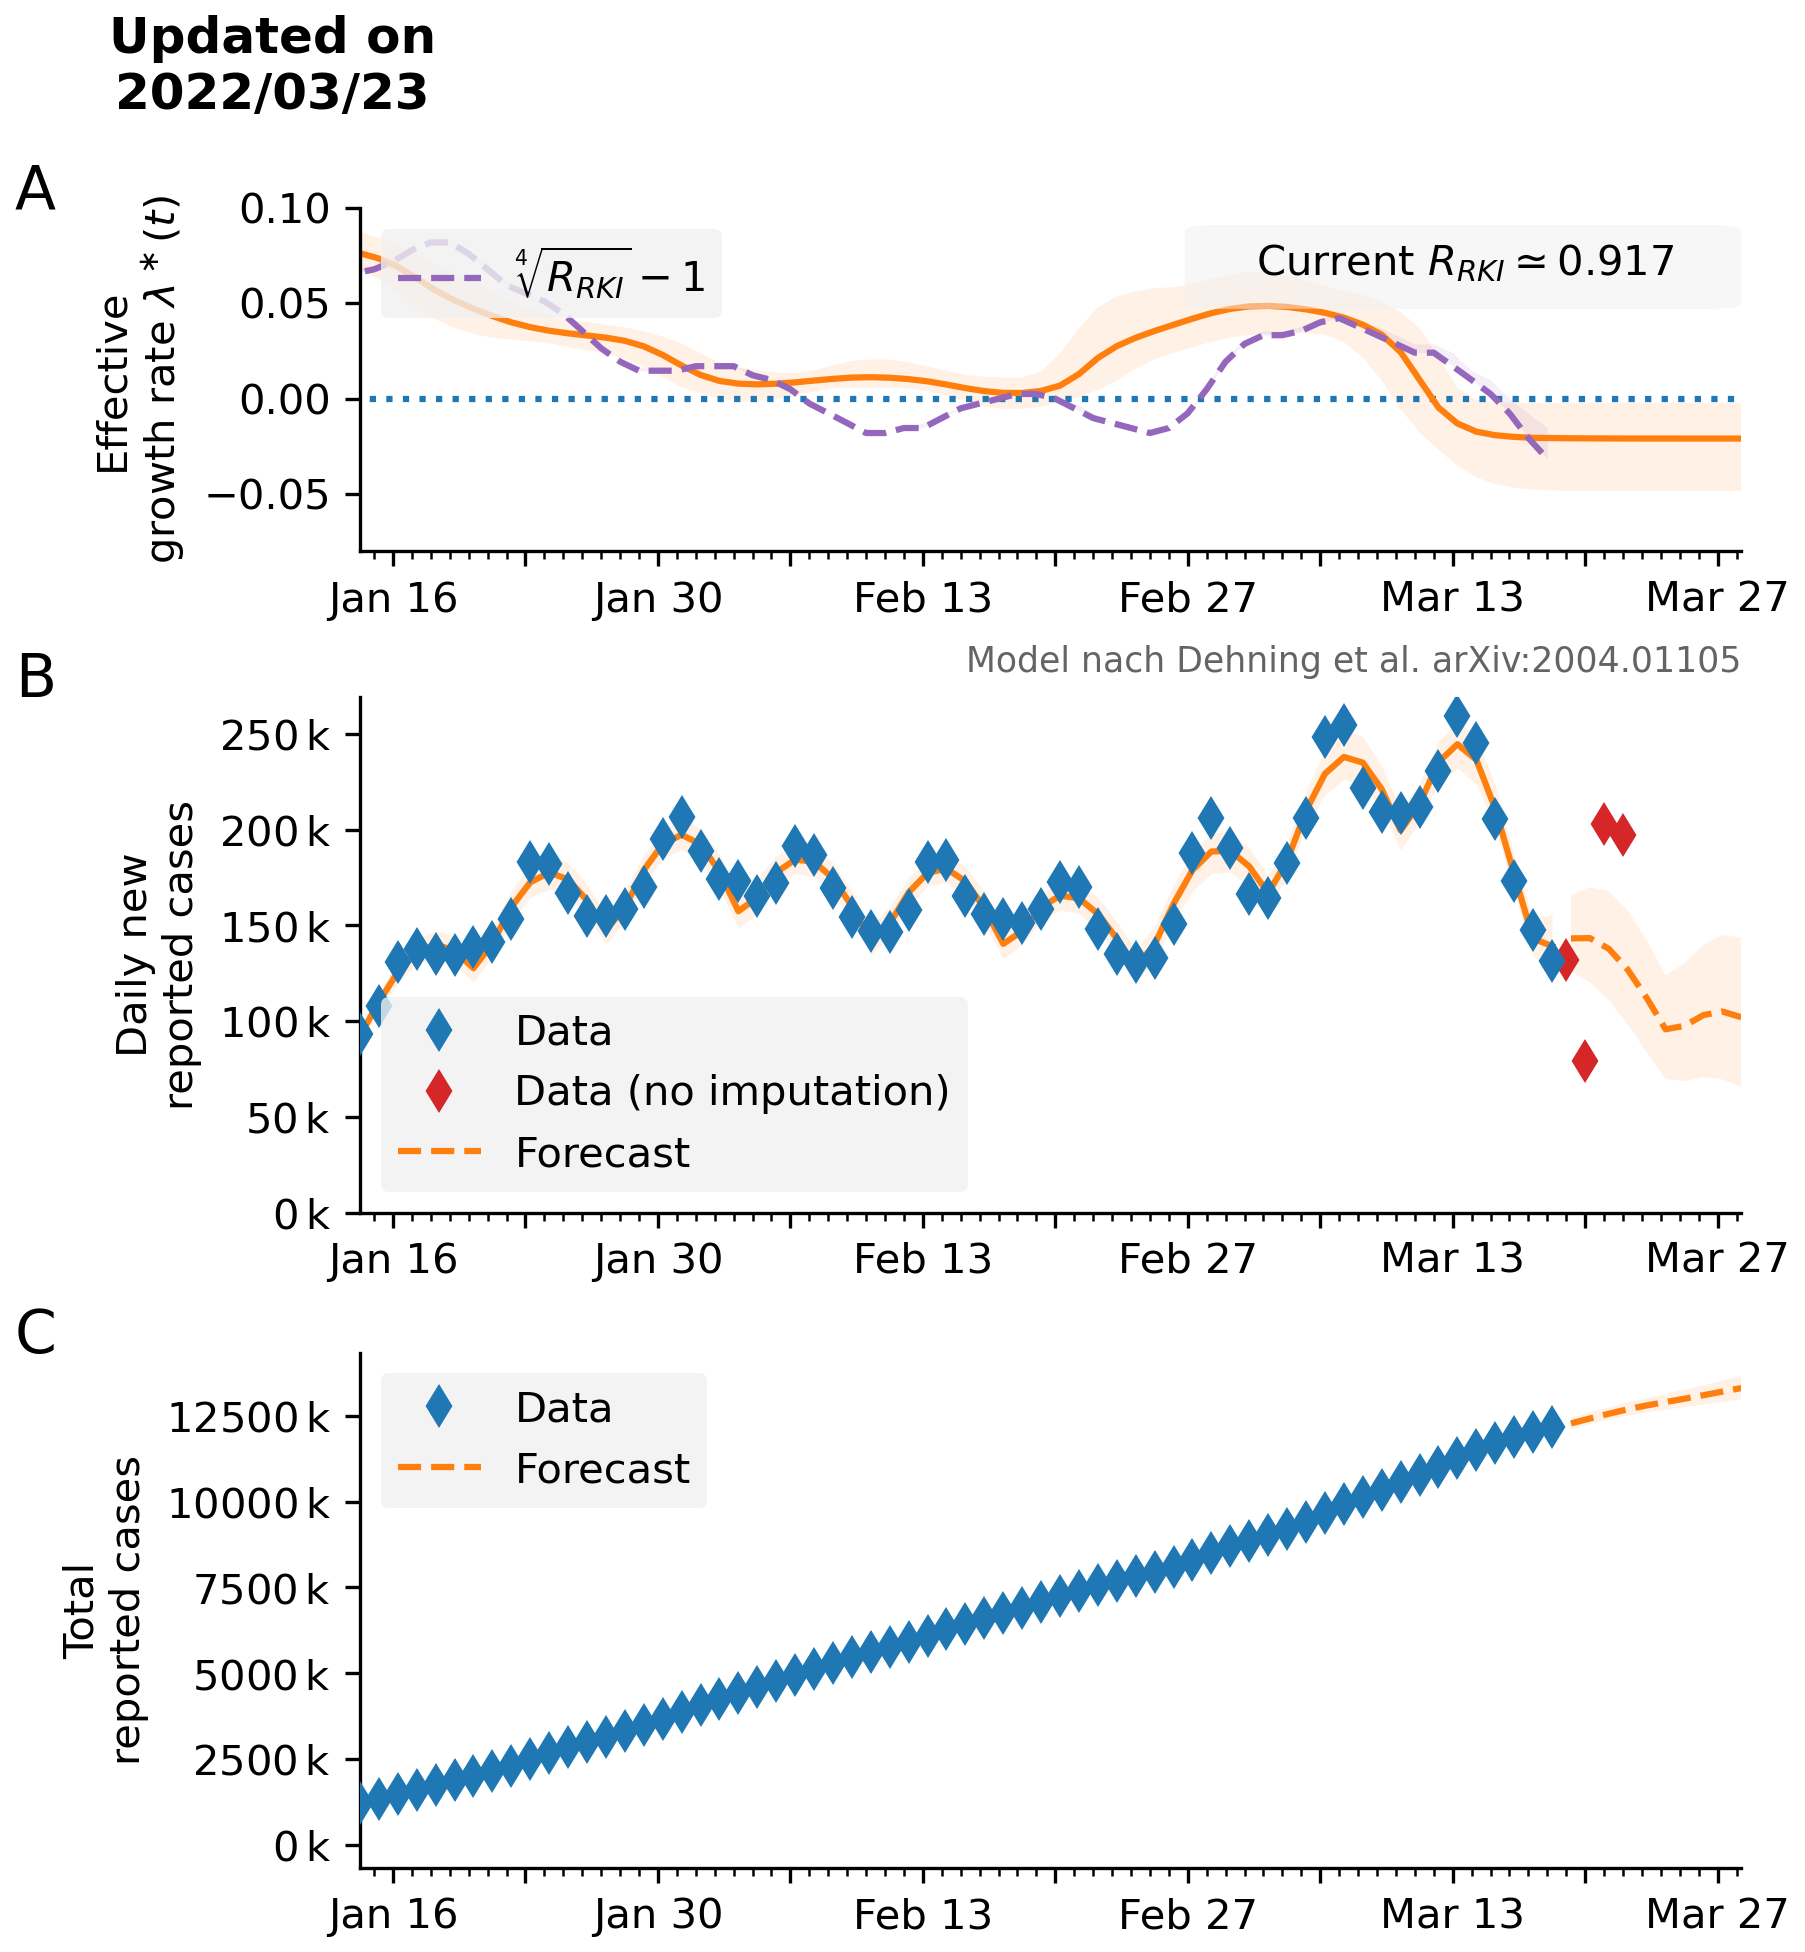 Updated on
2022/03/23
A
Effective
growth rate λ*(t)
0.10
0.05
0.00
−0.05
∜R_RKI − 1
Current R_RKI ≃ 0.917
Jan 16
Jan 30
Feb 13
Feb 27
Mar 13
Mar 27
Model nach Dehning et al. arXiv:2004.01105
B
Daily new
reported cases
250 k
200 k
150 k
100 k
50 k
0 k
Data
Data (no imputation)
Forecast
Jan 16
Jan 30
Feb 13
Feb 27
Mar 13
Mar 27
C
Total
reported cases
12500 k
10000 k
7500 k
5000 k
2500 k
0 k
Data
Forecast
Jan 16
Jan 30
Feb 13
Feb 27
Mar 13
Mar 27